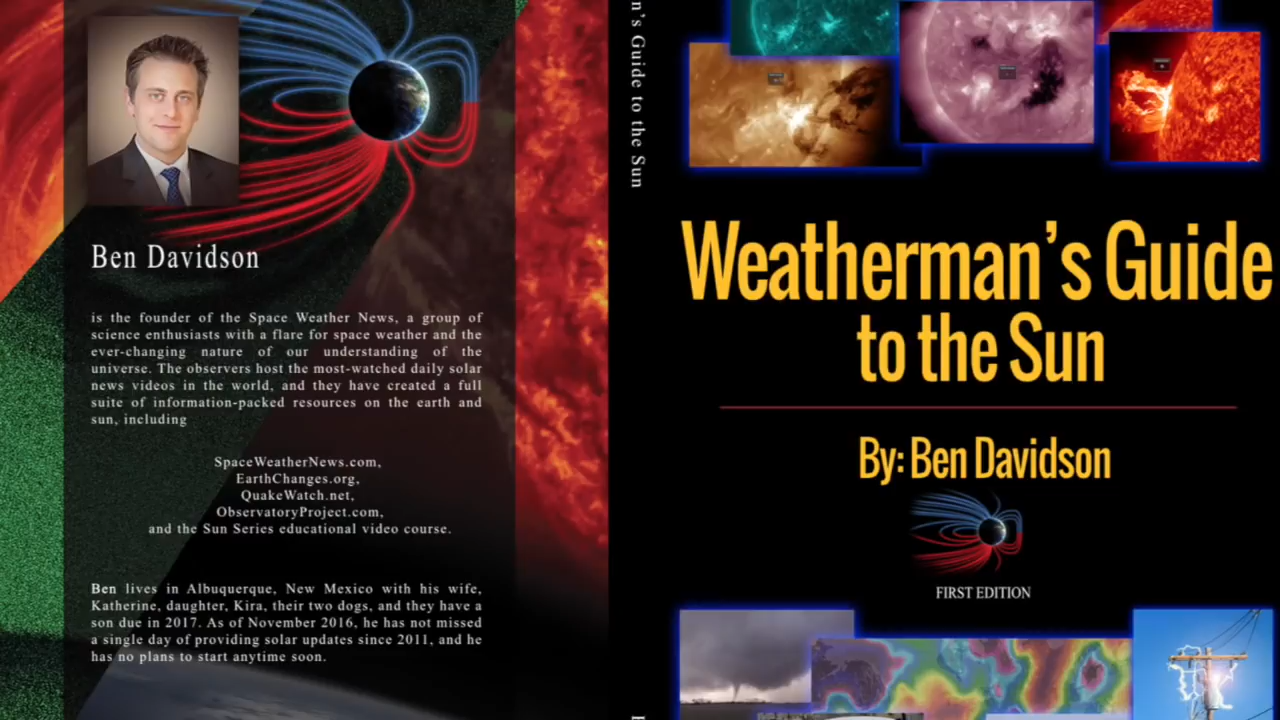 Ben Davidson
is the founder of the Space Weather News, a group of
science enthusiasts with a flare for space weather and the
ever-changing nature of our understanding of the
universe. The observers host the most-watched daily solar
news videos in the world, and they have created a full
suite of information-packed resources on the earth and
sun, including
SpaceWeatherNews.com,
EarthChanges.org,
QuakeWatch.net,
ObservatoryProject.com,
and the Sun Series educational video course.
Ben lives in Albuquerque, New Mexico with his wife,
Katherine, daughter, Kira, their two dogs, and they have a
son due in 2017. As of November 2016, he has not missed
a single day of providing solar updates since 2011, and he
has no plans to start anytime soon.
n's Guide to the Sun
Weatherman's Guide
to the Sun
By: Ben Davidson
FIRST EDITION